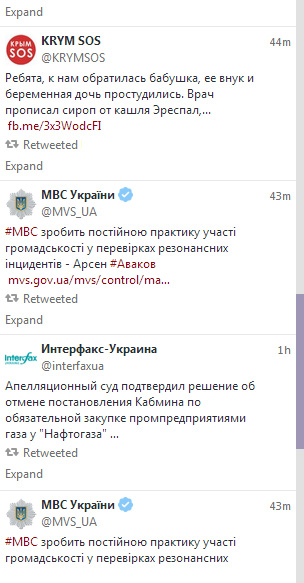 Expand
КРЫМ
SOS
KRYM SOS 44m
@KRYMSOS
Ребята, к нам обратилась бабушка, ее внук и
беременная дочь простудились. Врач
прописал сироп от кашля Эреспал,...
fb.me/3x3WodcFI
Retweeted
Expand
МВС України 43m
@MVS_UA
#МВС зробить постійною практику участі
громадськості у перевірках резонансних
інцидентів - Арсен #Аваков
mvs.gov.ua/mvs/control/ma...
Retweeted
Expand
Interfax
Интерфакс-Украина 1h
@interfaxua
Апелляционный суд подтвердил решение об
отмене постановления Кабмина по
обязательной закупке промпредприятиями
газа у "Нафтогаза" ...
Retweeted
Expand
МВС України 43m
@MVS_UA
#МВС зробить постійною практику участі
громадськості у перевірках резонансних